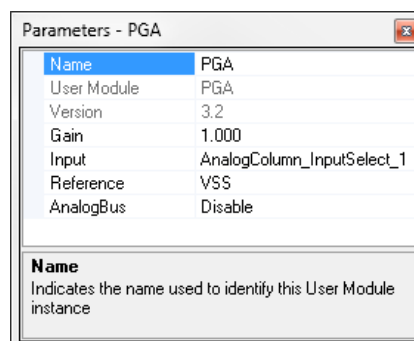 Parameters - PGA
Name PGA
User Module PGA
Version 3.2
Gain 1.000
Input AnalogColumn_InputSelect_1
Reference VSS
AnalogBus Disable
Name
Indicates the name used to identify this User Module
instance